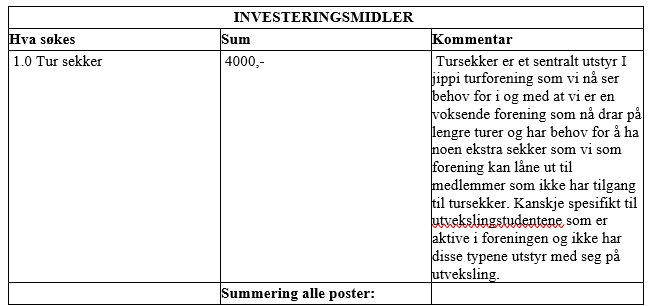 INVESTERINGSMIDLER
Hva søkes Sum Kommentar
1.0 Tur sekker 4000,- Tursekker er et sentralt utstyr I
jippi turforening som vi nå ser
behov for i og med at vi er en
voksende forening som nå drar på
lengre turer og har behov for å ha
noen ekstra sekker som vi som
forening kan låne ut til
medlemmer som ikke har tilgang
til tursekker. Kanskje spesifikt til
utvekslingstudentene som er
aktive i foreningen og ikke har
disse typene utstyr med seg på
utveksling.
Summering alle poster: